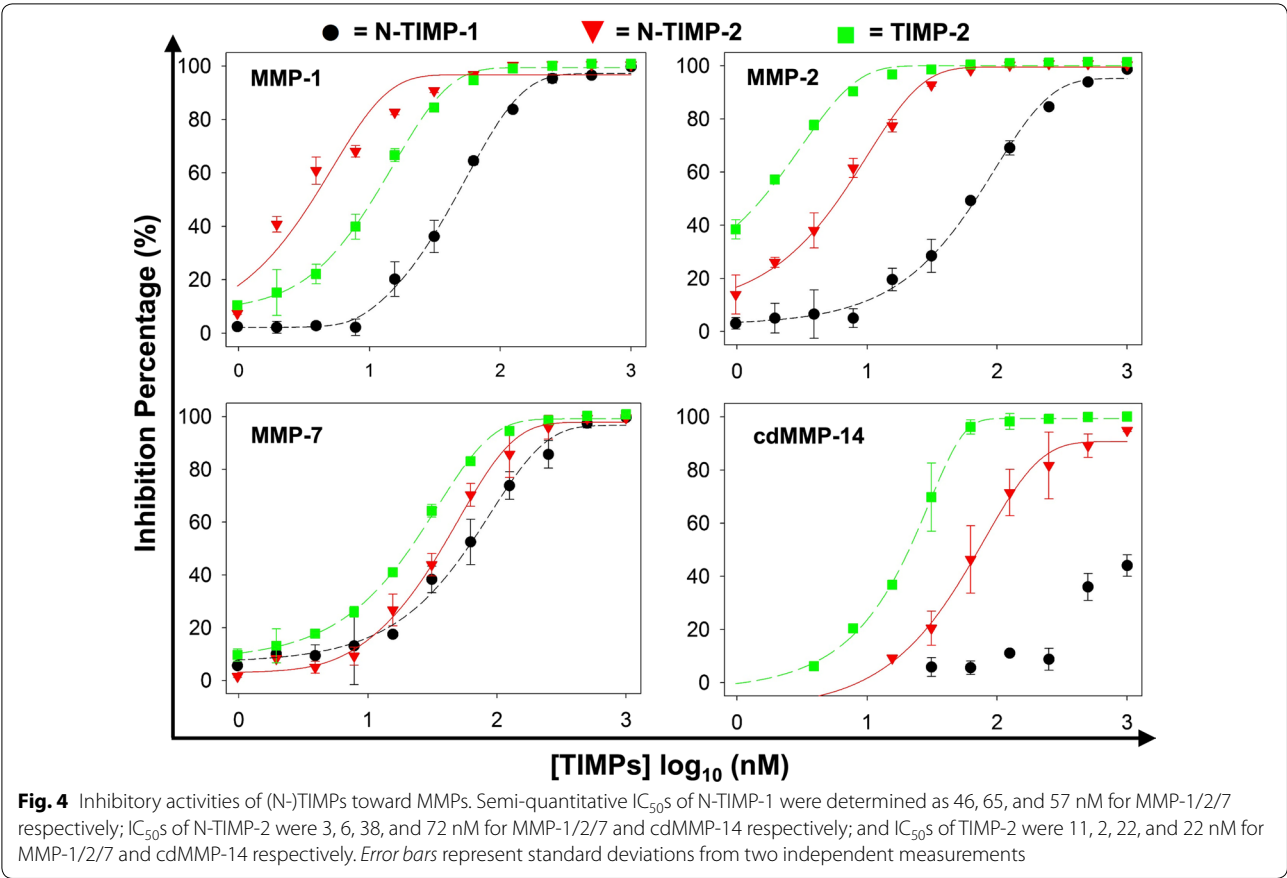 ● = N-TIMP-1 ▼ = N-TIMP-2 ■ = TIMP-2
Inhibition Percentage (%)
MMP-1
100
80
60
40
20
0
0 1 2 3
MMP-2
100
80
60
40
20
0
0 1 2 3
MMP-7
100
80
60
40
20
0
0 1 2 3
cdMMP-14
100
80
60
40
20
0
0 1 2 3
[TIMPs] log10 (nM)
Fig. 4 Inhibitory activities of (N-)TIMPs toward MMPs. Semi-quantitative IC50s of N-TIMP-1 were determined as 46, 65, and 57 nM for MMP-1/2/7
respectively; IC50s of N-TIMP-2 were 3, 6, 38, and 72 nM for MMP-1/2/7 and cdMMP-14 respectively; and IC50s of TIMP-2 were 11, 2, 22, and 22 nM for
MMP-1/2/7 and cdMMP-14 respectively. Error bars represent standard deviations from two independent measurements